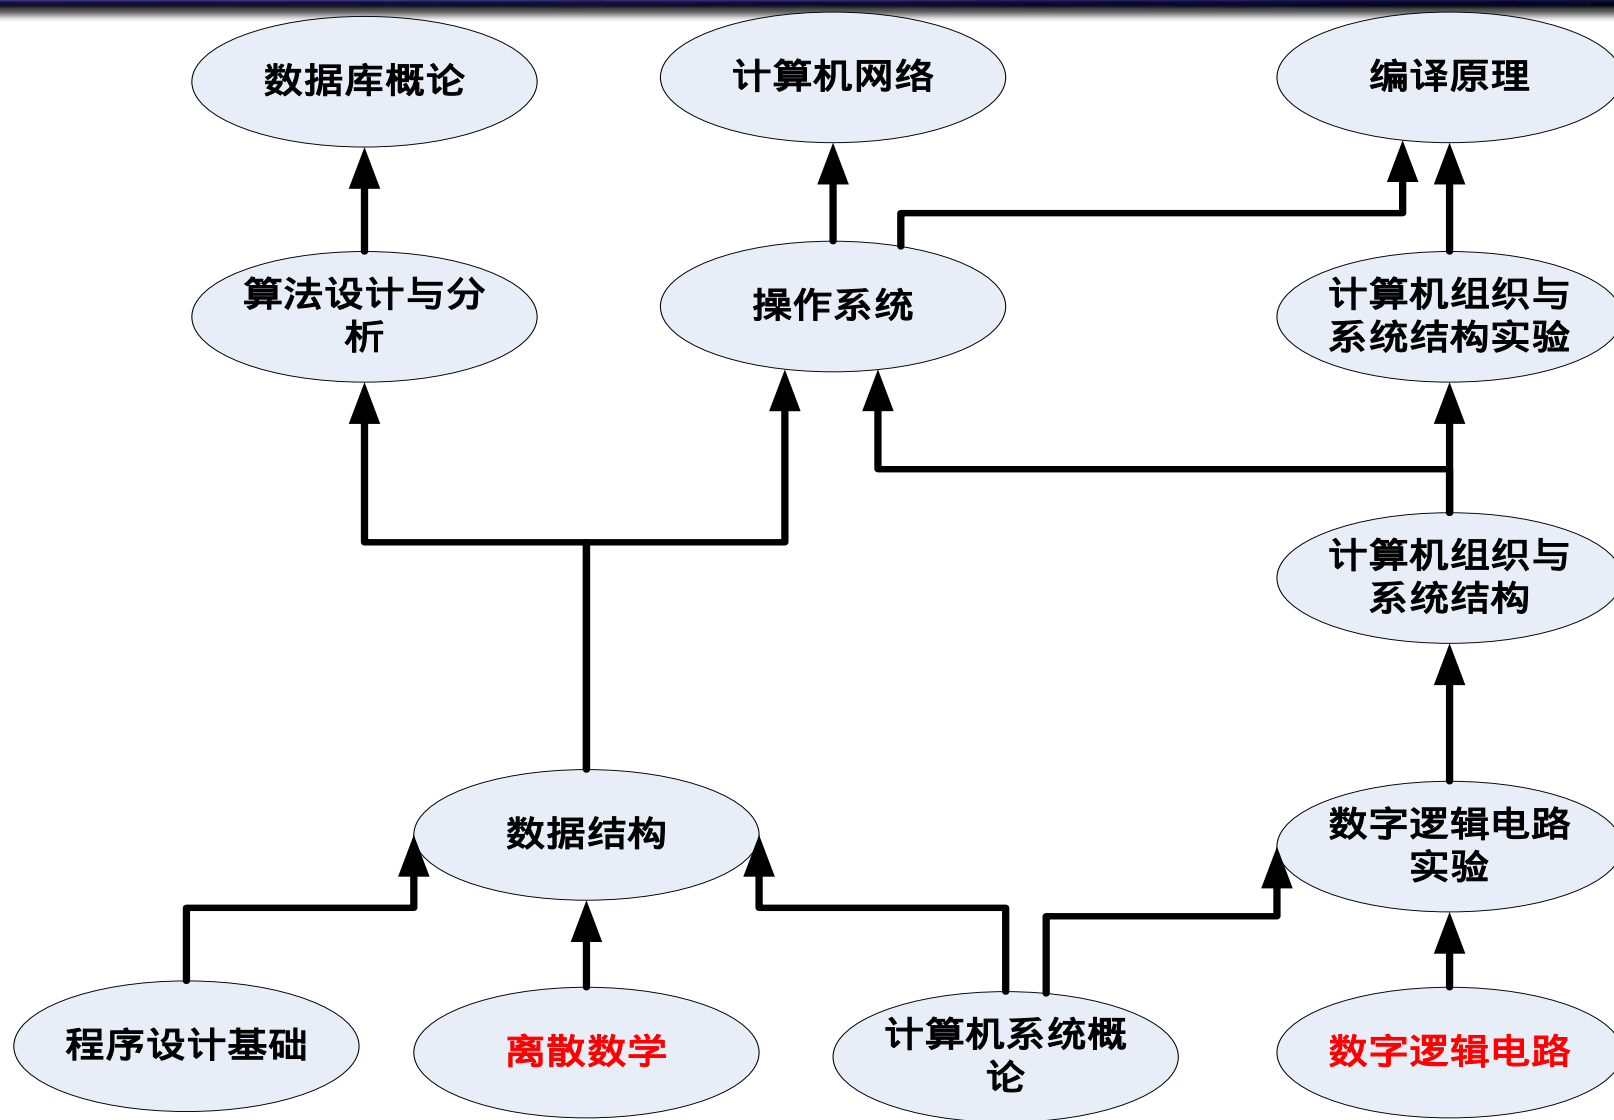 数据库概论
计算机网络
编译原理
算法设计与分
析
操作系统
计算机组织与
系统结构实验
计算机组织与
系统结构
数据结构
数字逻辑电路
实验
程序设计基础
离散数学
计算机系统概
论
数字逻辑电路